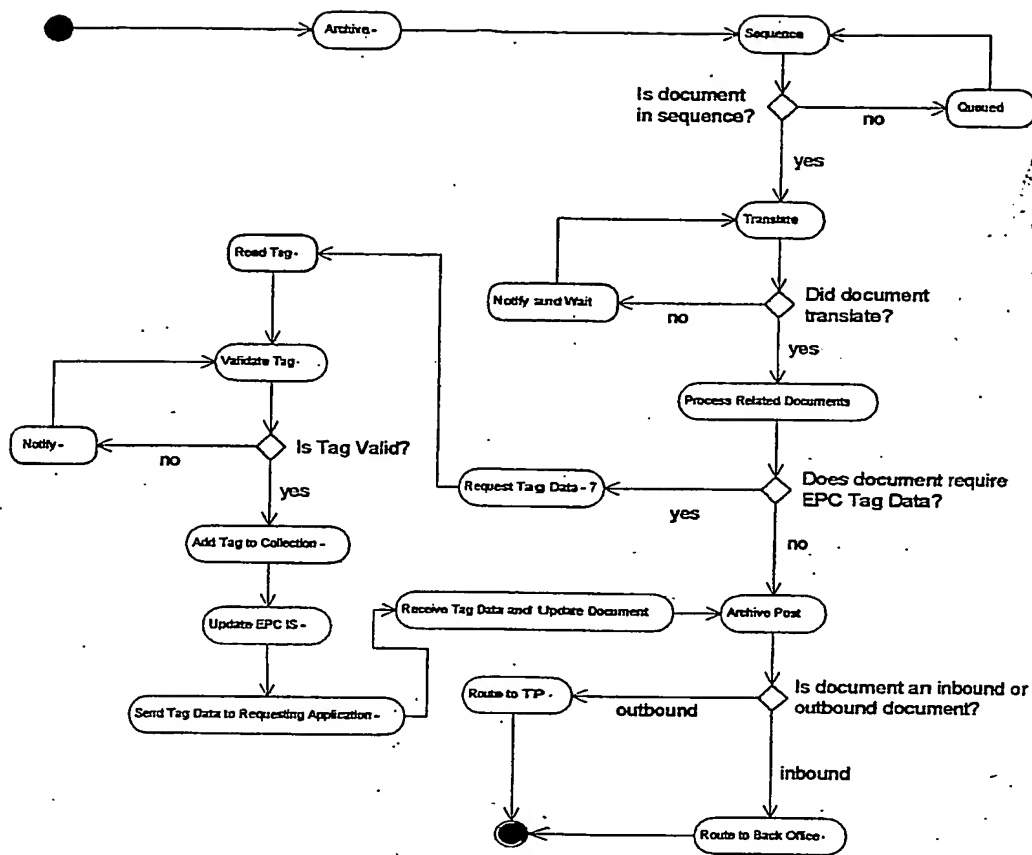 Archive -
Sequence
Is document
in sequence?
no
Queued
yes
Translate
Read Tag -
Notify and Wait
no
Did document
translate?
yes
Validate Tag -
Process Related Documents
Notify -
no
Is Tag Valid?
yes
Request Tag Data - 7
yes
Does document require
EPC Tag Data?
no
Add Tag to Collection -
Receive Tag Data and Update Document
Archive Post
Update EPC IS -
Route to TP -
outbound
Is document an inbound or
outbound document?
Send Tag Data to Requesting Application -
inbound
Route to Back Office -